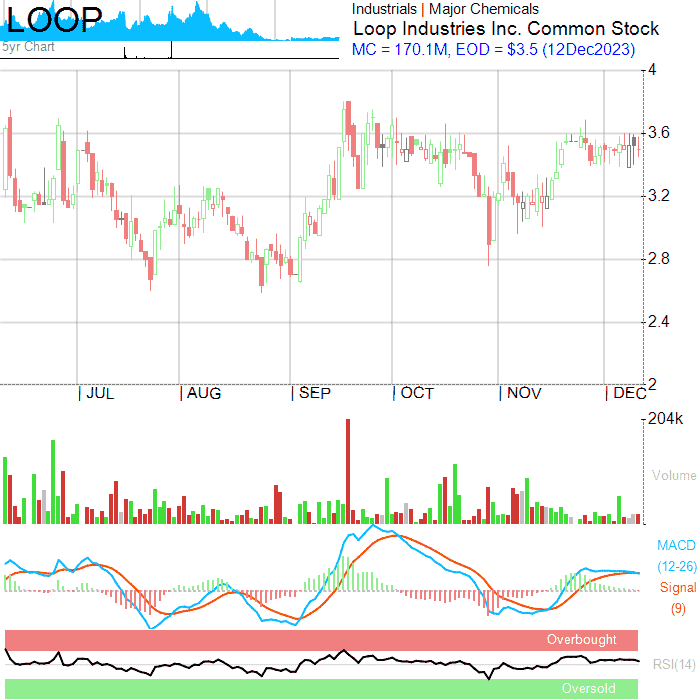 LOOP
5yr Chart
Industrials | Major Chemicals
Loop Industries Inc. Common Stock
MC = 170.1M, EOD = $3.5 (12Dec2023)
4
3.6
3.2
2.8
2.4
2
| JUL | AUG | SEP | OCT | NOV | DEC
204k
Volume
MACD
(12-26)
Signal
(9)
Overbought
RSI(14)
Oversold